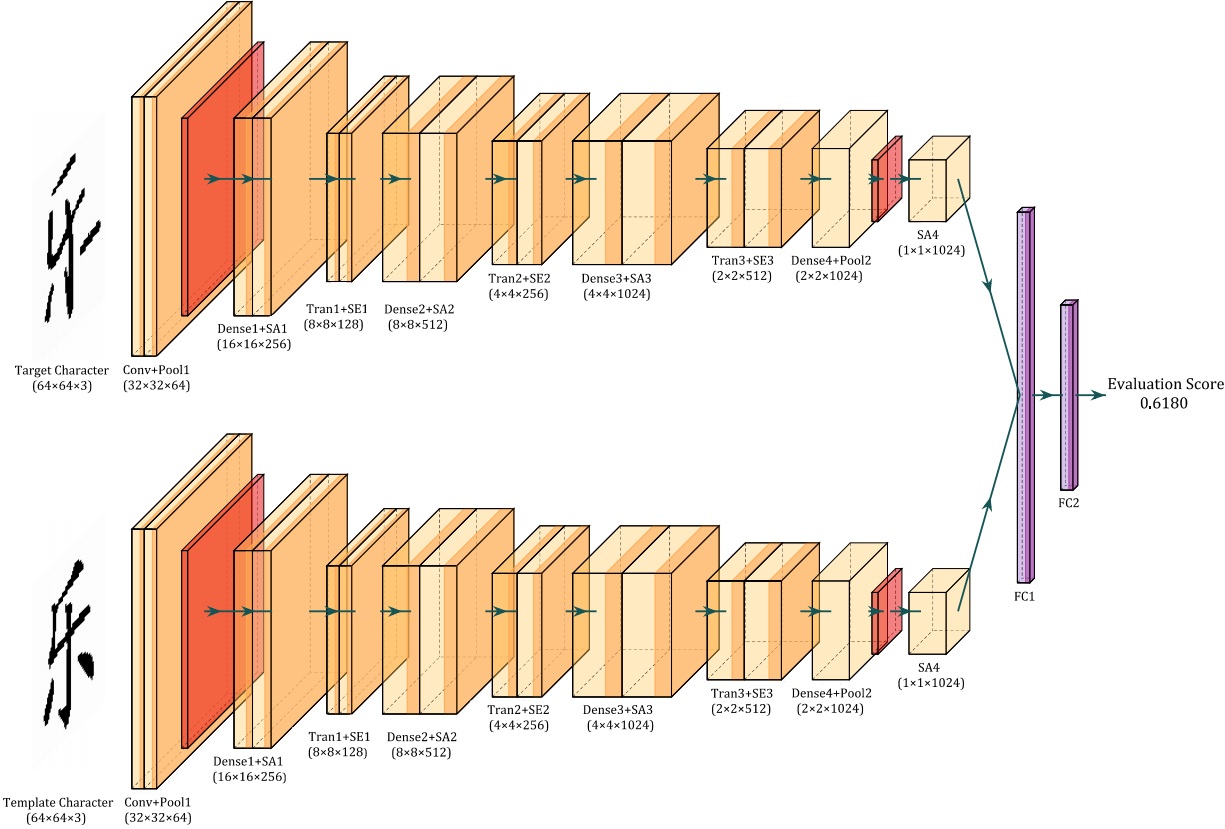 乐
Target Character
(64×64×3)
Conv+Pool1
(32×32×64)
Dense1+SA1
(16×16×256)
Tran1+SE1
(8×8×128)
Dense2+SA2
(8×8×512)
Tran2+SE2
(4×4×256)
Dense3+SA3
(4×4×1024)
Tran3+SE3
(2×2×512)
Dense4+Pool2
(2×2×1024)
SA4
(1×1×1024)
乐
Template Character
(64×64×3)
Conv+Pool1
(32×32×64)
Dense1+SA1
(16×16×256)
Tran1+SE1
(8×8×128)
Dense2+SA2
(8×8×512)
Tran2+SE2
(4×4×256)
Dense3+SA3
(4×4×1024)
Tran3+SE3
(2×2×512)
Dense4+Pool2
(2×2×1024)
SA4
(1×1×1024)
FC1
FC2
Evaluation Score
0.6180